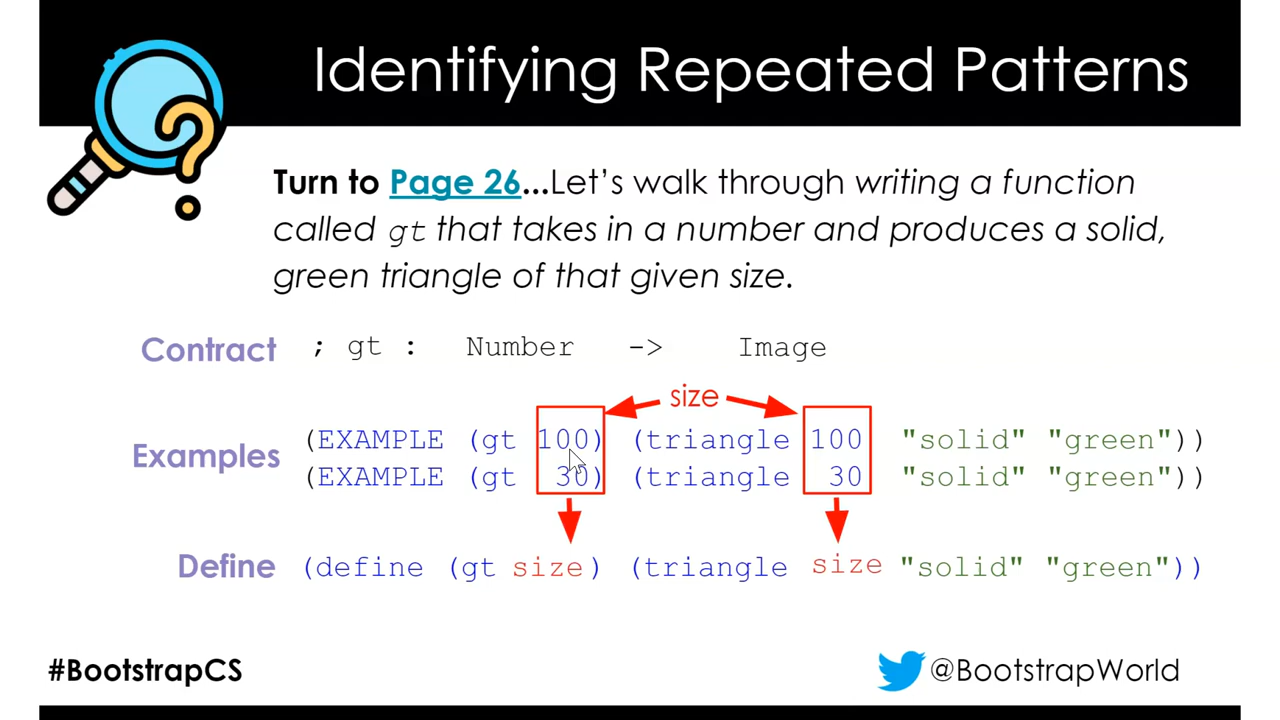 Identifying Repeated Patterns
Turn to Page 26...Let’s walk through writing a function
called gt that takes in a number and produces a solid,
green triangle of that given size.
Contract ; gt : Number -> Image
size
Examples
(EXAMPLE (gt 100) (triangle 100 "solid" "green"))
(EXAMPLE (gt 30) (triangle 30 "solid" "green"))
Define (define (gt size) (triangle size "solid" "green"))
#BootstrapCS @BootstrapWorld